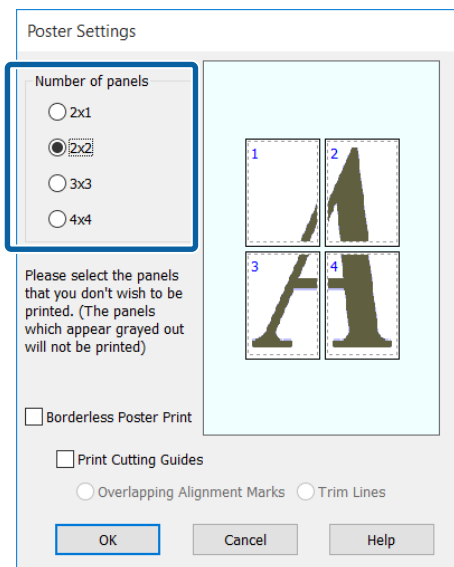 Poster Settings
Number of panels
2x1
2x2
3x3
4x4
1
2
3
4
Please select the panels
that you don't wish to be
printed. (The panels
which appear grayed out
will not be printed)
Borderless Poster Print
Print Cutting Guides
Overlapping Alignment Marks Trim Lines
OK Cancel Help